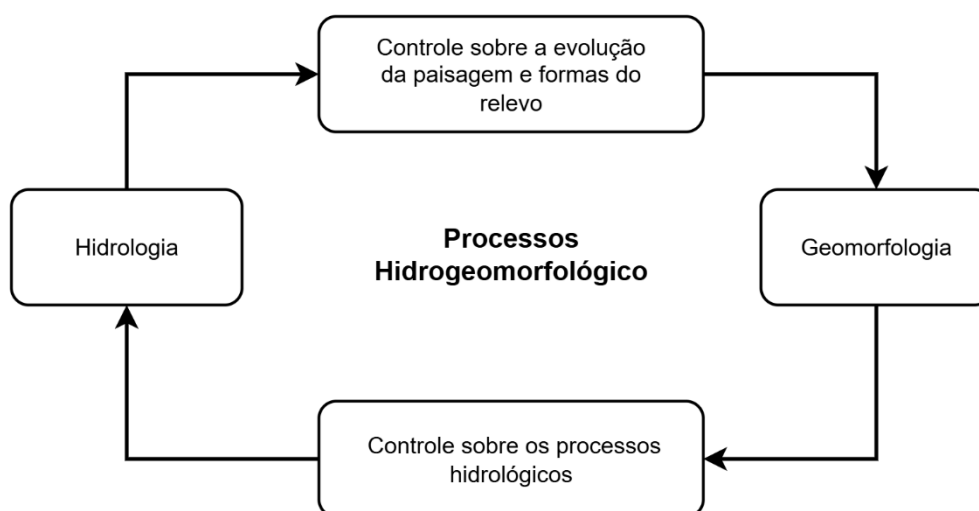 Controle sobre a evolução
da paisagem e formas do
relevo
Hidrologia
Processos
Hidrogeomorfológico
Geomorfologia
Controle sobre os processos
hidrológicos